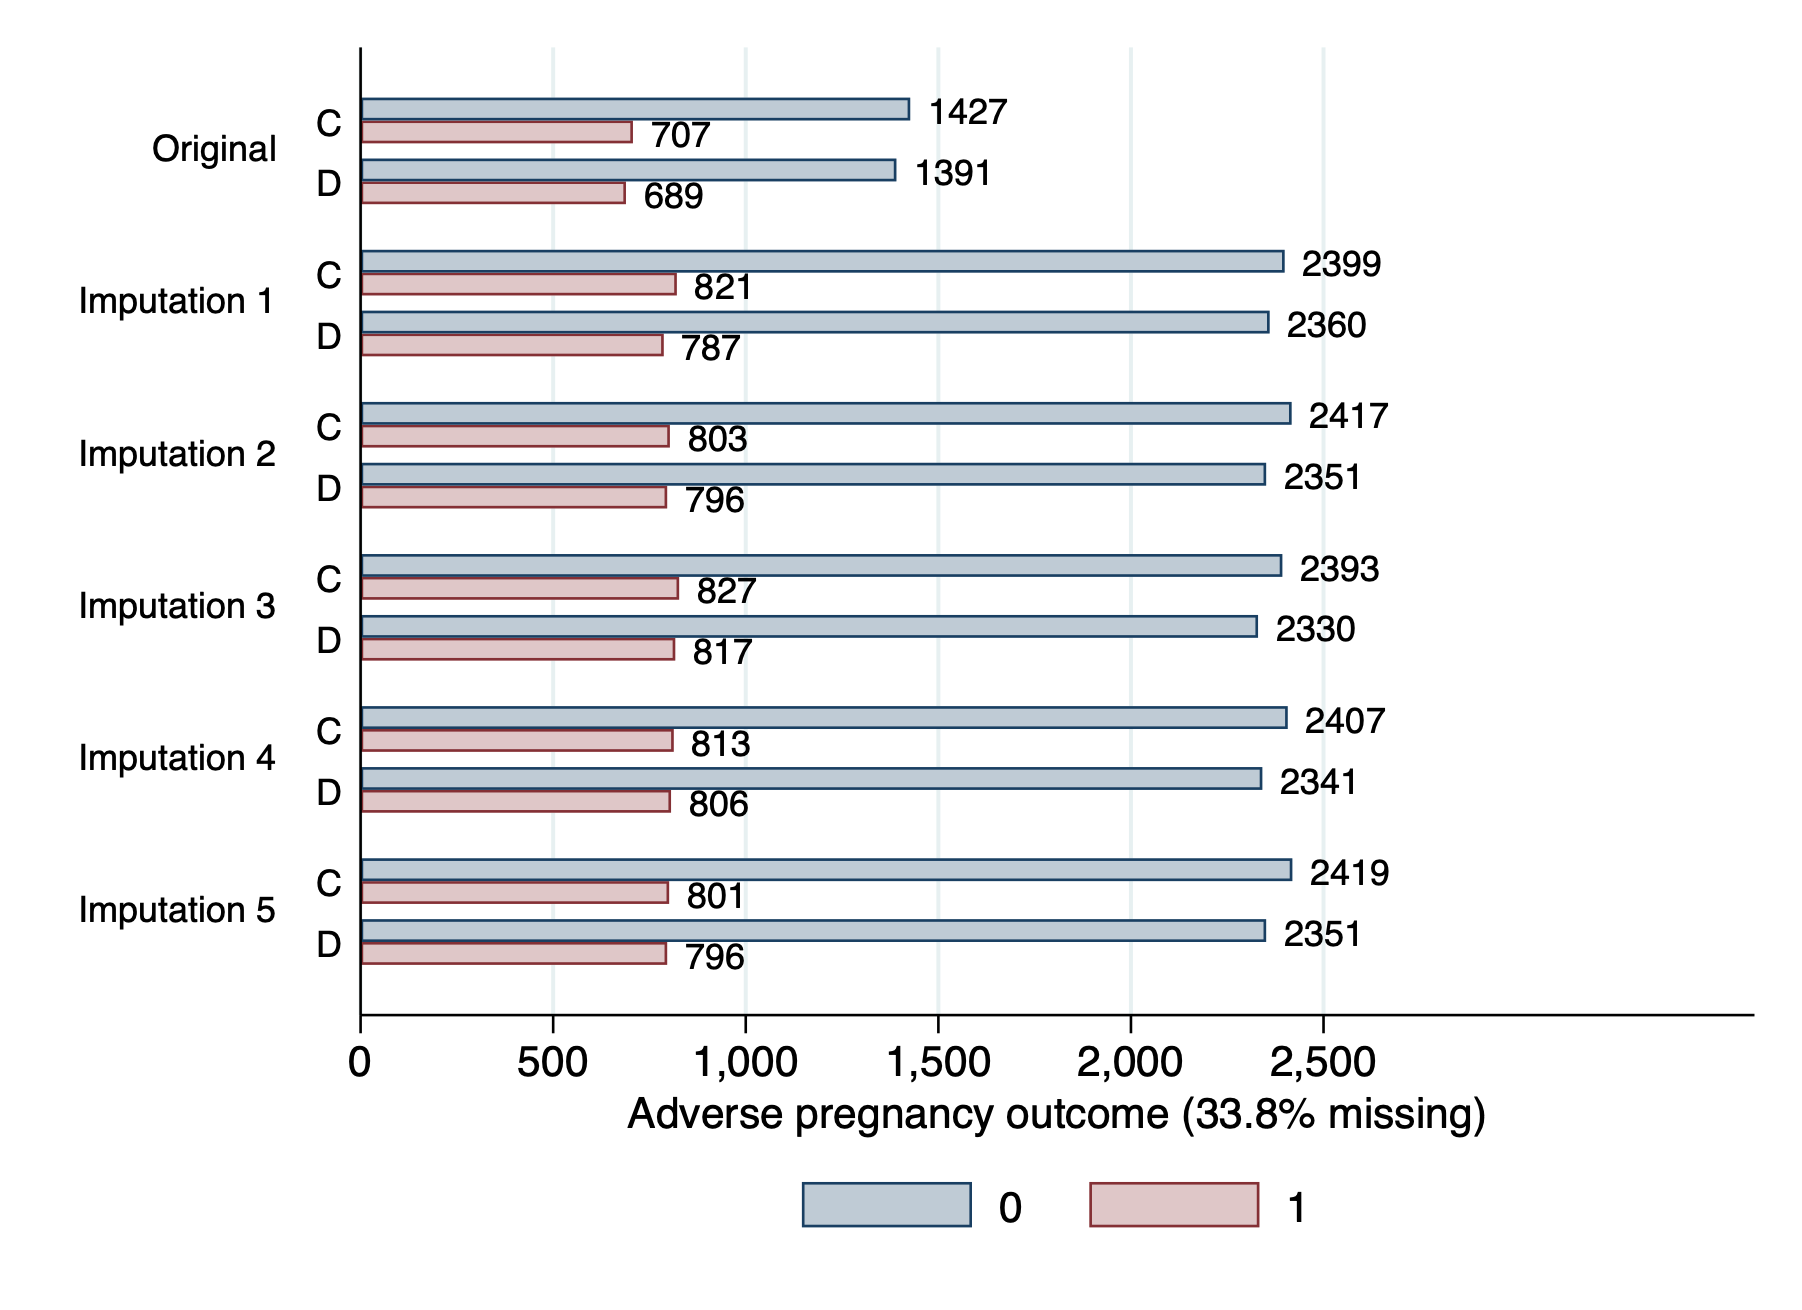 Original
C
1427
707
D
1391
689
Imputation 1
C
2399
821
D
2360
787
Imputation 2
C
2417
803
D
2351
796
Imputation 3
C
2393
827
D
2330
817
Imputation 4
C
2407
813
D
2341
806
Imputation 5
C
2419
801
D
2351
796
0 500 1,000 1,500 2,000 2,500
Adverse pregnancy outcome (33.8% missing)
0 1